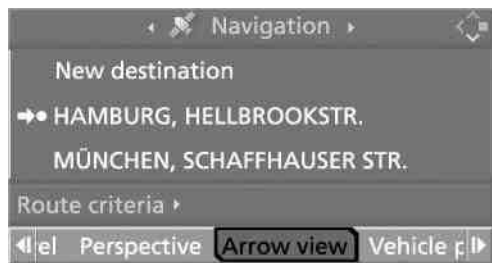 Navigation
New destination
HAMBURG, HELLBROOKSTR.
MÜNCHEN, SCHAFFHAUSER STR.
Route criteria
Perspective Arrow view Vehicle